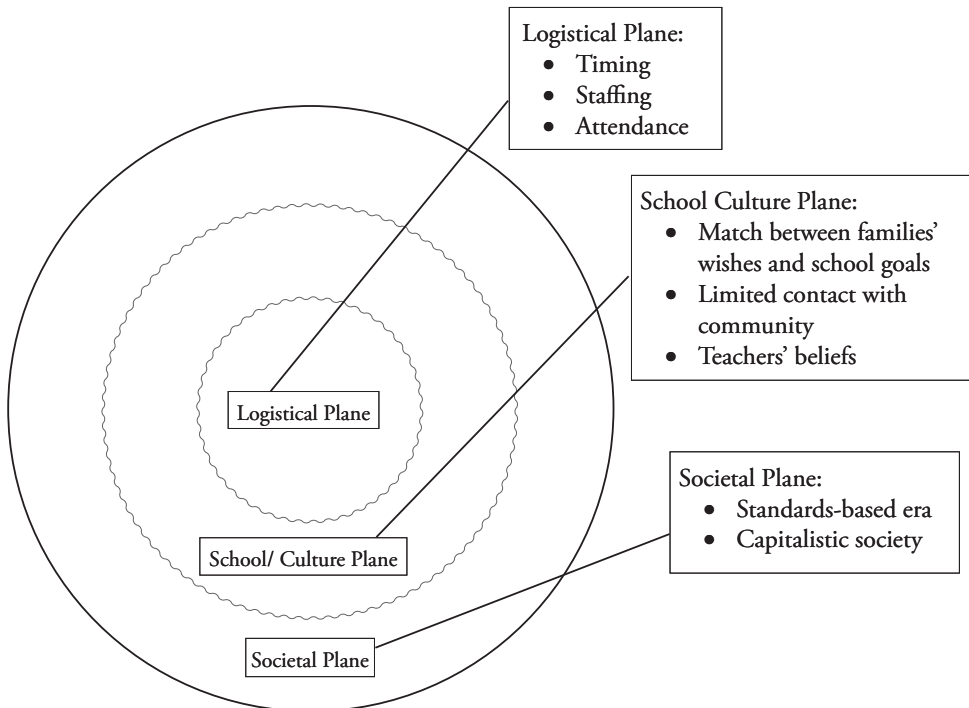 Logistical Plane:
• Timing
• Staffing
• Attendance
School Culture Plane:
• Match between families’
wishes and school goals
• Limited contact with
community
• Teachers’ beliefs
Logistical Plane
Societal Plane:
• Standards-based era
• Capitalistic society
School/ Culture Plane
Societal Plane